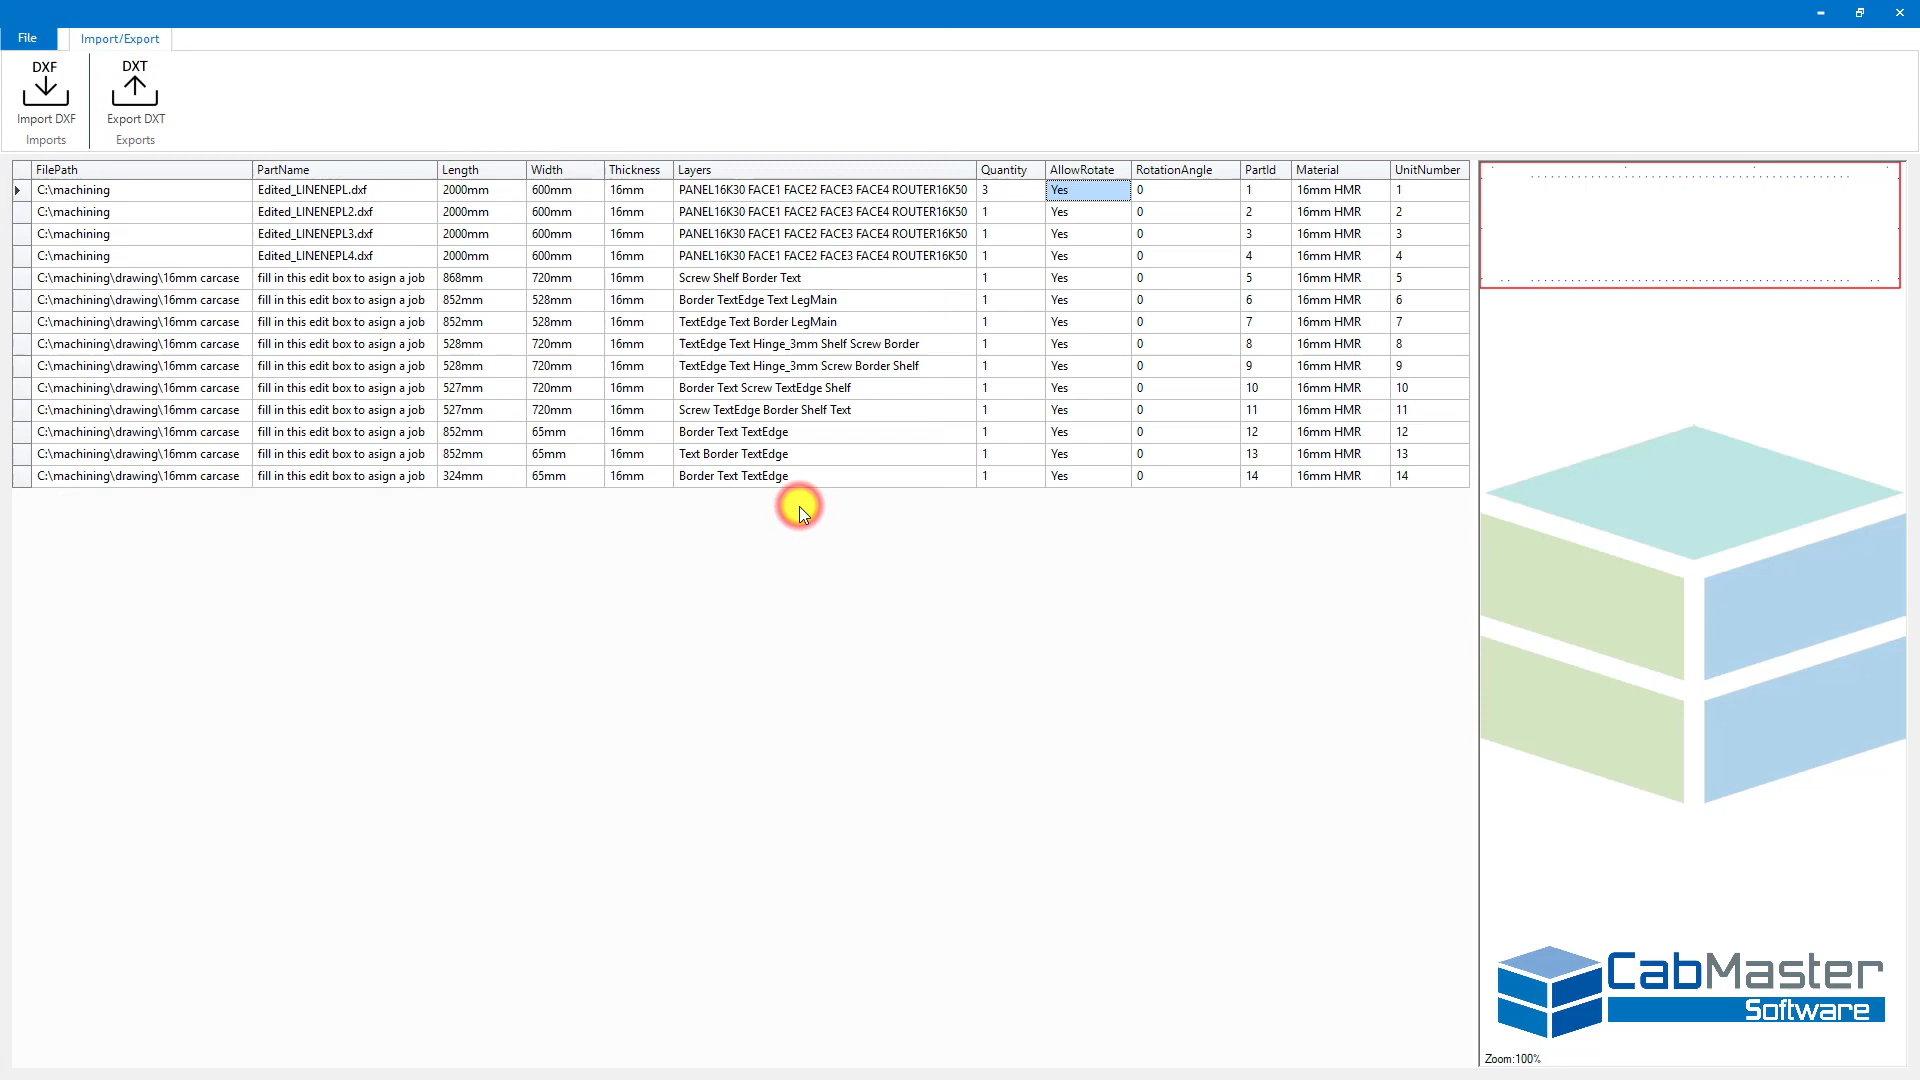 File Import/Export
DXF DXT
Import DXF Export DXT
Imports Exports
FilePath PartName Length Width Thickness Layers Quantity AllowRotate RotationAngle PartId Material UnitNumber
C:\machining Edited_LINENEPL.dxf 2000mm 600mm 16mm PANEL16K30 FACE1 FACE2 FACE3 FACE4 ROUTER16K50 3 Yes 0 1 16mm HMR 1
C:\machining Edited_LINENEPL2.dxf 2000mm 600mm 16mm PANEL16K30 FACE1 FACE2 FACE3 FACE4 ROUTER16K50 1 Yes 0 2 16mm HMR 2
C:\machining Edited_LINENEPL3.dxf 2000mm 600mm 16mm PANEL16K30 FACE1 FACE2 FACE3 FACE4 ROUTER16K50 1 Yes 0 3 16mm HMR 3
C:\machining Edited_LINENEPL4.dxf 2000mm 600mm 16mm PANEL16K30 FACE1 FACE2 FACE3 FACE4 ROUTER16K50 1 Yes 0 4 16mm HMR 4
C:\machining\drawing\16mm carcase fill in this edit box to asign a job 868mm 720mm 16mm Screw Shelf Border Text 1 Yes 0 5 16mm HMR 5
C:\machining\drawing\16mm carcase fill in this edit box to asign a job 852mm 528mm 16mm Border TextEdge Text LegMain 1 Yes 0 6 16mm HMR 6
C:\machining\drawing\16mm carcase fill in this edit box to asign a job 852mm 528mm 16mm TextEdge Text Border LegMain 1 Yes 0 7 16mm HMR 7
C:\machining\drawing\16mm carcase fill in this edit box to asign a job 528mm 720mm 16mm TextEdge Text Hinge_3mm Shelf Screw Border 1 Yes 0 8 16mm HMR 8
C:\machining\drawing\16mm carcase fill in this edit box to asign a job 528mm 720mm 16mm TextEdge Text Hinge_3mm Screw Border Shelf 1 Yes 0 9 16mm HMR 9
C:\machining\drawing\16mm carcase fill in this edit box to asign a job 527mm 720mm 16mm Border Text Screw TextEdge Shelf 1 Yes 0 10 16mm HMR 10
C:\machining\drawing\16mm carcase fill in this edit box to asign a job 527mm 720mm 16mm Screw TextEdge Border Shelf Text 1 Yes 0 11 16mm HMR 11
C:\machining\drawing\16mm carcase fill in this edit box to asign a job 852mm 65mm 16mm Border Text TextEdge 1 Yes 0 12 16mm HMR 12
C:\machining\drawing\16mm carcase fill in this edit box to asign a job 852mm 65mm 16mm Text Border TextEdge 1 Yes 0 13 16mm HMR 13
C:\machining\drawing\16mm carcase fill in this edit box to asign a job 324mm 65mm 16mm Border Text TextEdge 1 Yes 0 14 16mm HMR 14
CabMaster
Software
Zoom:100%